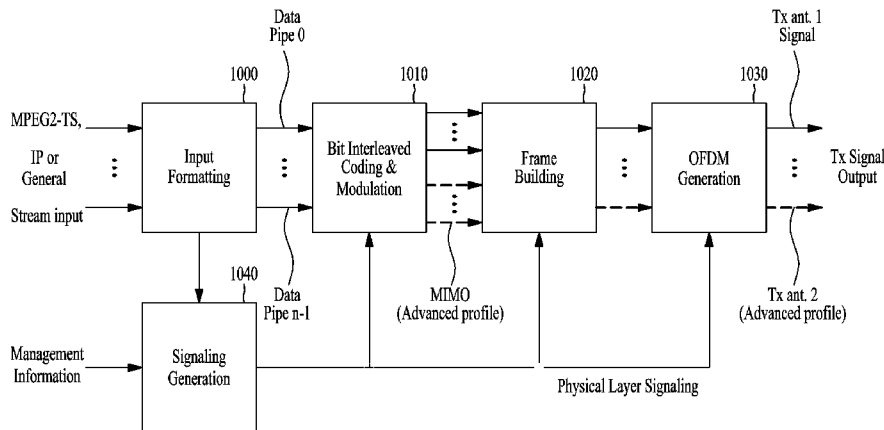 Data
Pipe 0
Tx ant. 1
Signal
1000
1010
1020
1030
MPEG2-TS,
IP or
General
Stream input
Input
Formatting
Bit Interleaved
Coding &
Modulation
Frame
Building
OFDM
Generation
Tx Signal
Output
1040
Data
Pipe n-1
MIMO
(Advanced profile)
Tx ant. 2
(Advanced profile)
Management
Information
Signaling
Generation
Physical Layer Signaling